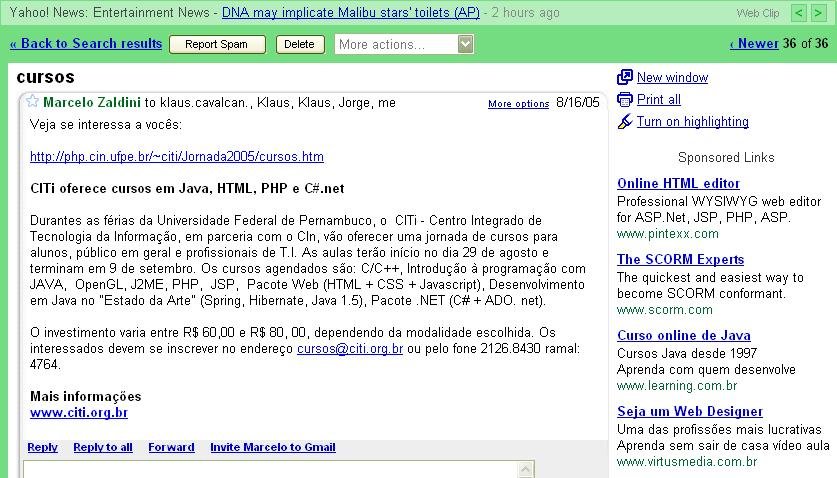 Yahoo! News: Entertainment News - DNA may implicate Malibu stars' toilets (AP) - 2 hours ago Web Clip < >
« Back to Search results Report Spam Delete More actions... ‹ Newer 36 of 36
cursos
Marcelo Zaldini to klaus.cavalcan., Klaus, Klaus, Jorge, me More options 8/16/05
Veja se interessa a vocês:
http://php.cin.ufpe.br/~citi/Jornada2005/cursos.htm
CITi oferece cursos em Java, HTML, PHP e C#.net
Durantes as férias da Universidade Federal de Pernambuco, o CITi - Centro Integrado de
Tecnologia da Informação, em parceria com o CIn, vão oferecer uma jornada de cursos para
alunos, público em geral e profissionais de T.I. As aulas terão início no dia 29 de agosto e
terminam em 9 de setembro. Os cursos agendados são: C/C++, Introdução à programação com
JAVA, OpenGL, J2ME, PHP, JSP, Pacote Web (HTML + CSS + Javascript), Desenvolvimento
em Java no "Estado da Arte" (Spring, Hibernate, Java 1.5), Pacote .NET (C# + ADO. net).
O investimento varia entre R$ 60,00 e R$ 80, 00, dependendo da modalidade escolhida. Os
interessados devem se inscrever no endereço cursos@citi.org.br ou pelo fone 2126.8430 ramal:
4764.
Mais informações
www.citi.org.br
Reply Reply to all Forward Invite Marcelo to Gmail
New window
Print all
Turn on highlighting
Sponsored Links
Online HTML editor
Professional WYSIWYG web editor
for ASP.Net, JSP, PHP, ASP.
www.pintexx.com
The SCORM Experts
The quickest and easiest way to
become SCORM conformant.
www.scorm.com
Curso online de Java
Cursos Java desde 1997
Aprenda com quem desenvolve
www.learning.com.br
Seja um Web Designer
Uma das profissões mais lucrativas
Aprenda sem sair de casa vídeo aula
www.virtusmedia.com.br